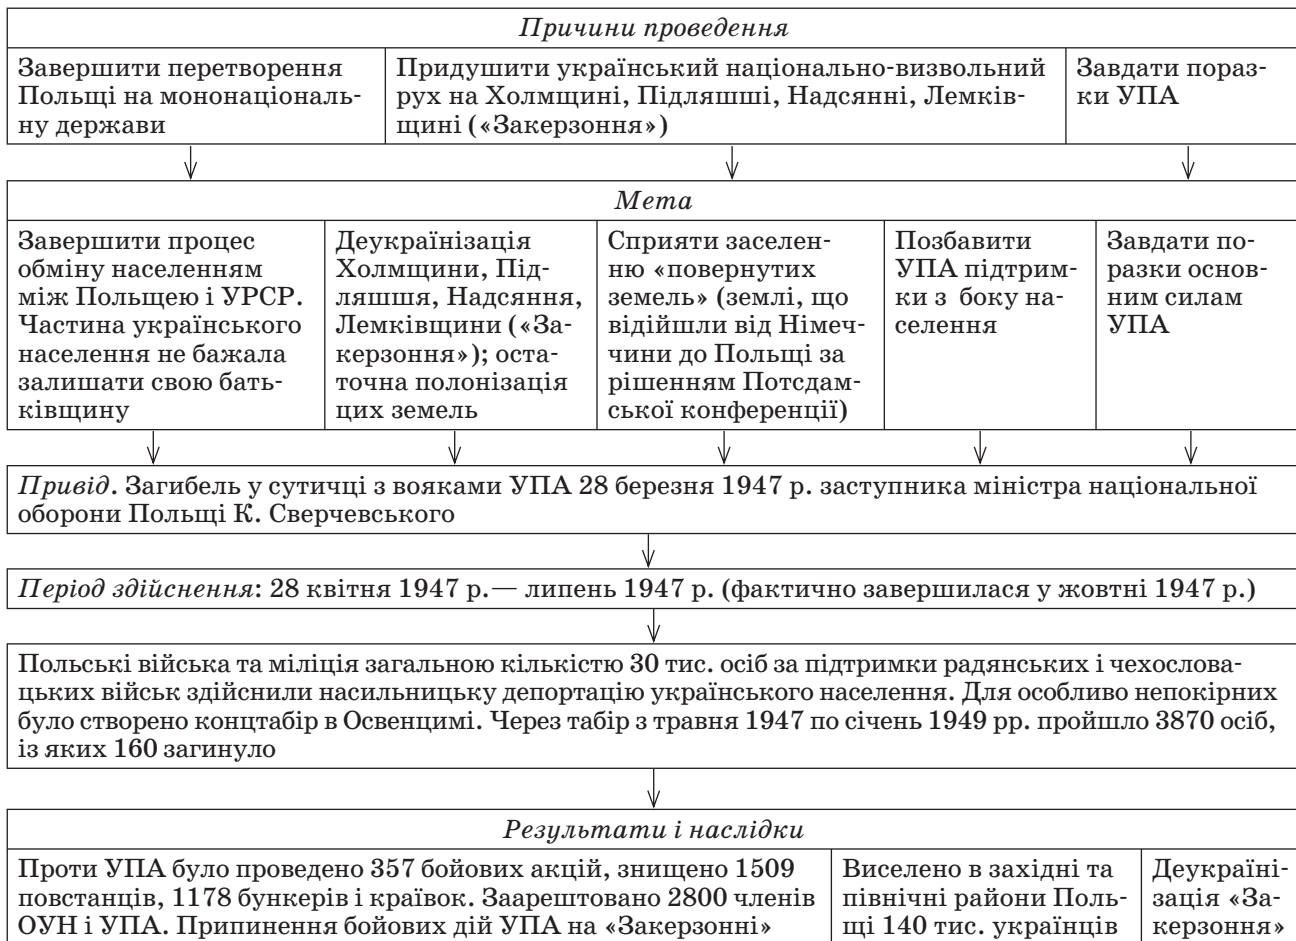 Причини проведення
Завершити перетворення
Польщі на мононаціональ-
ну держави
Придушити український національно-визвольний
рух на Холмщині, Підляшші, Надсянні, Лемків-
щині («Закерзоння»)
Завдати пораз-
ки УПА
Мета
Завершити процес
обміну населенням
між Польщею і УРСР.
Частина українського
населення не бажала
залишати свою бать-
ківщину
Деукраїнізація
Холмщини, Під-
ляшшя, Надсяння,
Лемківщини («За-
керзоння»); оста-
точна полонізація
цих земель
Сприяти заселен-
ню «повернутих
земель» (землі, що
відійшли від Німеч-
чини до Польщі за
рішенням Потсдам-
ської конференції)
Позбавити
УПА підтрим-
ки з боку на-
селення
Завдати по-
разки основ-
ним силам
УПА
Привід. Загибель у сутичці з вояками УПА 28 березня 1947 р. заступника міністра національної
оборони Польщі К. Сверчевського
Період здійснення: 28 квітня 1947 р.— липень 1947 р. (фактично завершилася у жовтні 1947 р.)
Польські війська та міліція загальною кількістю 30 тис. осіб за підтримки радянських і чехосло­ва-
цьких військ здійснили насильницьку депортацію українського населення. Для особливо непокірних
було створено концтабір в Освенцимі. Через табір з травня 1947 по січень 1949 рр. пройшло 3870 осіб,
із яких 160 загинуло
Результати і наслідки
Проти УПА було проведено 357 бойових акцій, знищено 1509
повстанців, 1178 бункерів і краївок. Заарештовано 2800 членів
ОУН і УПА. Припинення бойових дій УПА на «Закерзонні»
Виселено в західні та
північні райони Поль-
щі 140 тис. українців
Деукраїні-
зація «За-
керзоння»